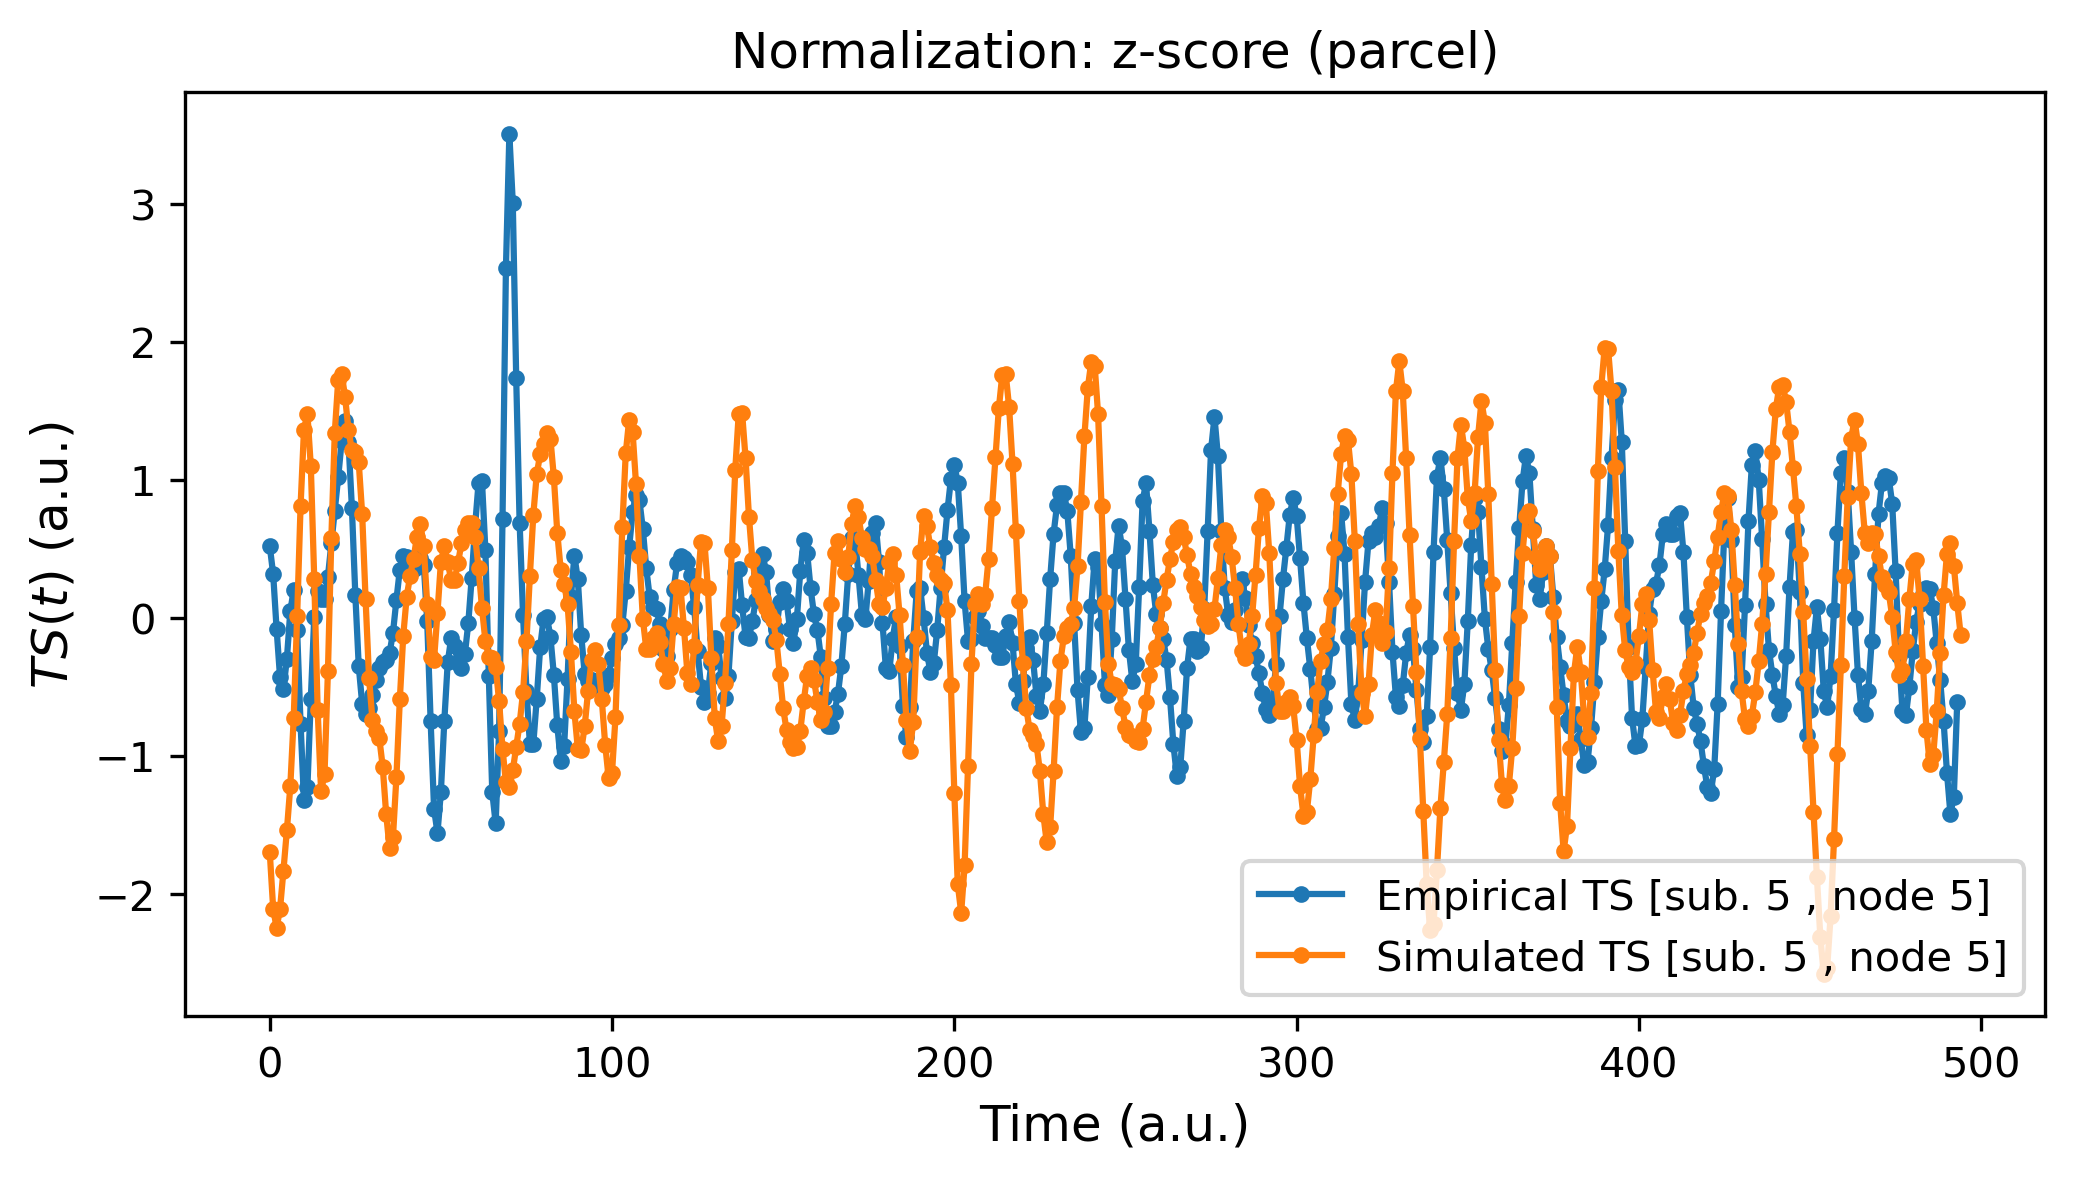 Normalization: z-score (parcel)
TS(t) (a.u.)
3
2
1
0
−1
−2
Empirical TS [sub. 5 , node 5]
Simulated TS [sub. 5 , node 5]
0 100 200 300 400 500
Time (a.u.)